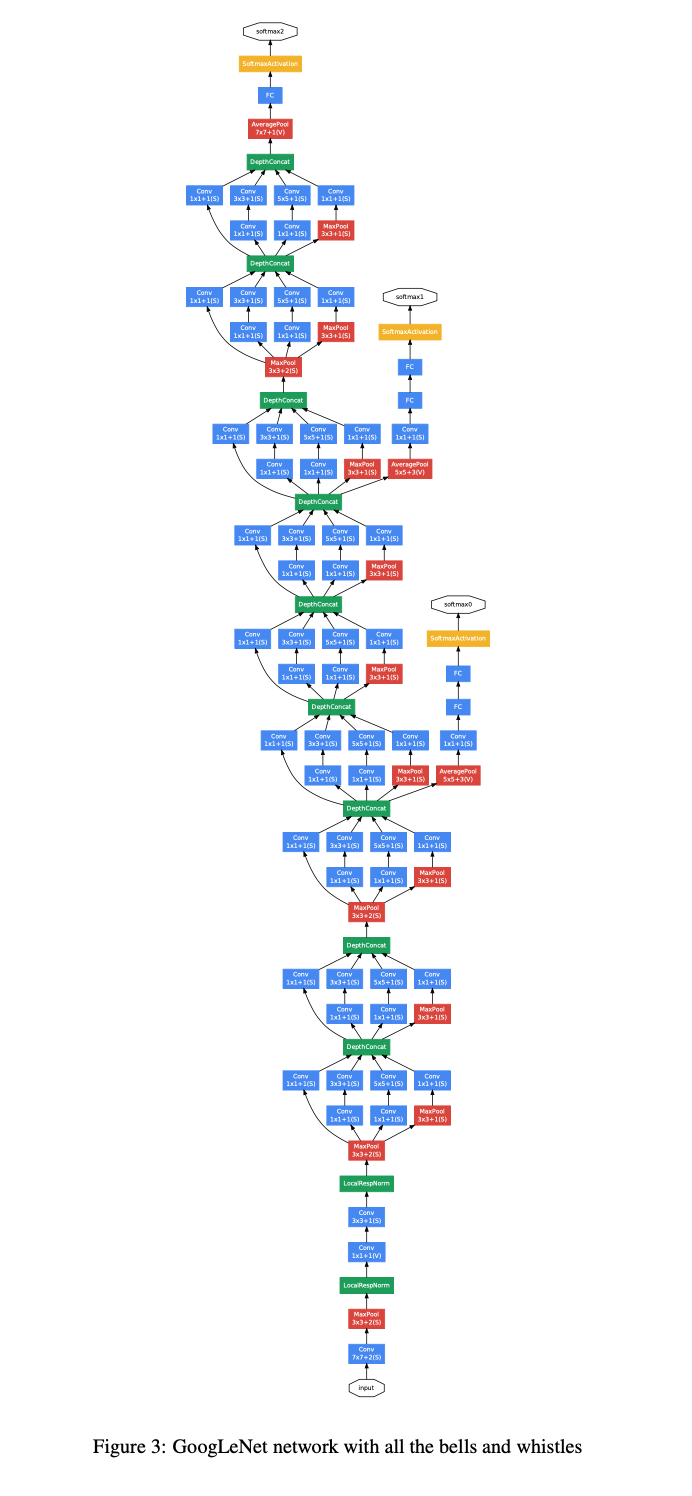 softmax2
SoftmaxActivation
FC
AveragePool
7x7+1(V)
DepthConcat
Conv
1x1+1(S)
Conv
3x3+1(S)
Conv
5x5+1(S)
Conv
1x1+1(S)
Conv
1x1+1(S)
Conv
1x1+1(S)
MaxPool
3x3+1(S)
DepthConcat
Conv
1x1+1(S)
Conv
3x3+1(S)
Conv
5x5+1(S)
Conv
1x1+1(S)
softmax1
Conv
1x1+1(S)
Conv
1x1+1(S)
MaxPool
3x3+1(S)
SoftmaxActivation
MaxPool
3x3+2(S)
FC
DepthConcat
FC
Conv
1x1+1(S)
Conv
3x3+1(S)
Conv
5x5+1(S)
Conv
1x1+1(S)
Conv
1x1+1(S)
Conv
1x1+1(S)
Conv
1x1+1(S)
MaxPool
3x3+1(S)
AveragePool
5x5+3(V)
DepthConcat
Conv
1x1+1(S)
Conv
3x3+1(S)
Conv
5x5+1(S)
Conv
1x1+1(S)
Conv
1x1+1(S)
Conv
1x1+1(S)
MaxPool
3x3+1(S)
DepthConcat
softmax0
Conv
1x1+1(S)
Conv
3x3+1(S)
Conv
5x5+1(S)
Conv
1x1+1(S)
SoftmaxActivation
Conv
1x1+1(S)
Conv
1x1+1(S)
MaxPool
3x3+1(S)
FC
DepthConcat
FC
Conv
1x1+1(S)
Conv
3x3+1(S)
Conv
5x5+1(S)
Conv
1x1+1(S)
Conv
1x1+1(S)
Conv
1x1+1(S)
Conv
1x1+1(S)
MaxPool
3x3+1(S)
AveragePool
5x5+3(V)
DepthConcat
Conv
1x1+1(S)
Conv
3x3+1(S)
Conv
5x5+1(S)
Conv
1x1+1(S)
Conv
1x1+1(S)
Conv
1x1+1(S)
MaxPool
3x3+1(S)
MaxPool
3x3+2(S)
DepthConcat
Conv
1x1+1(S)
Conv
3x3+1(S)
Conv
5x5+1(S)
Conv
1x1+1(S)
Conv
1x1+1(S)
Conv
1x1+1(S)
MaxPool
3x3+1(S)
DepthConcat
Conv
1x1+1(S)
Conv
3x3+1(S)
Conv
5x5+1(S)
Conv
1x1+1(S)
Conv
1x1+1(S)
Conv
1x1+1(S)
MaxPool
3x3+1(S)
MaxPool
3x3+2(S)
LocalRespNorm
Conv
3x3+1(S)
Conv
1x1+1(V)
LocalRespNorm
MaxPool
3x3+2(S)
Conv
7x7+2(S)
input
Figure 3: GoogLeNet network with all the bells and whistles